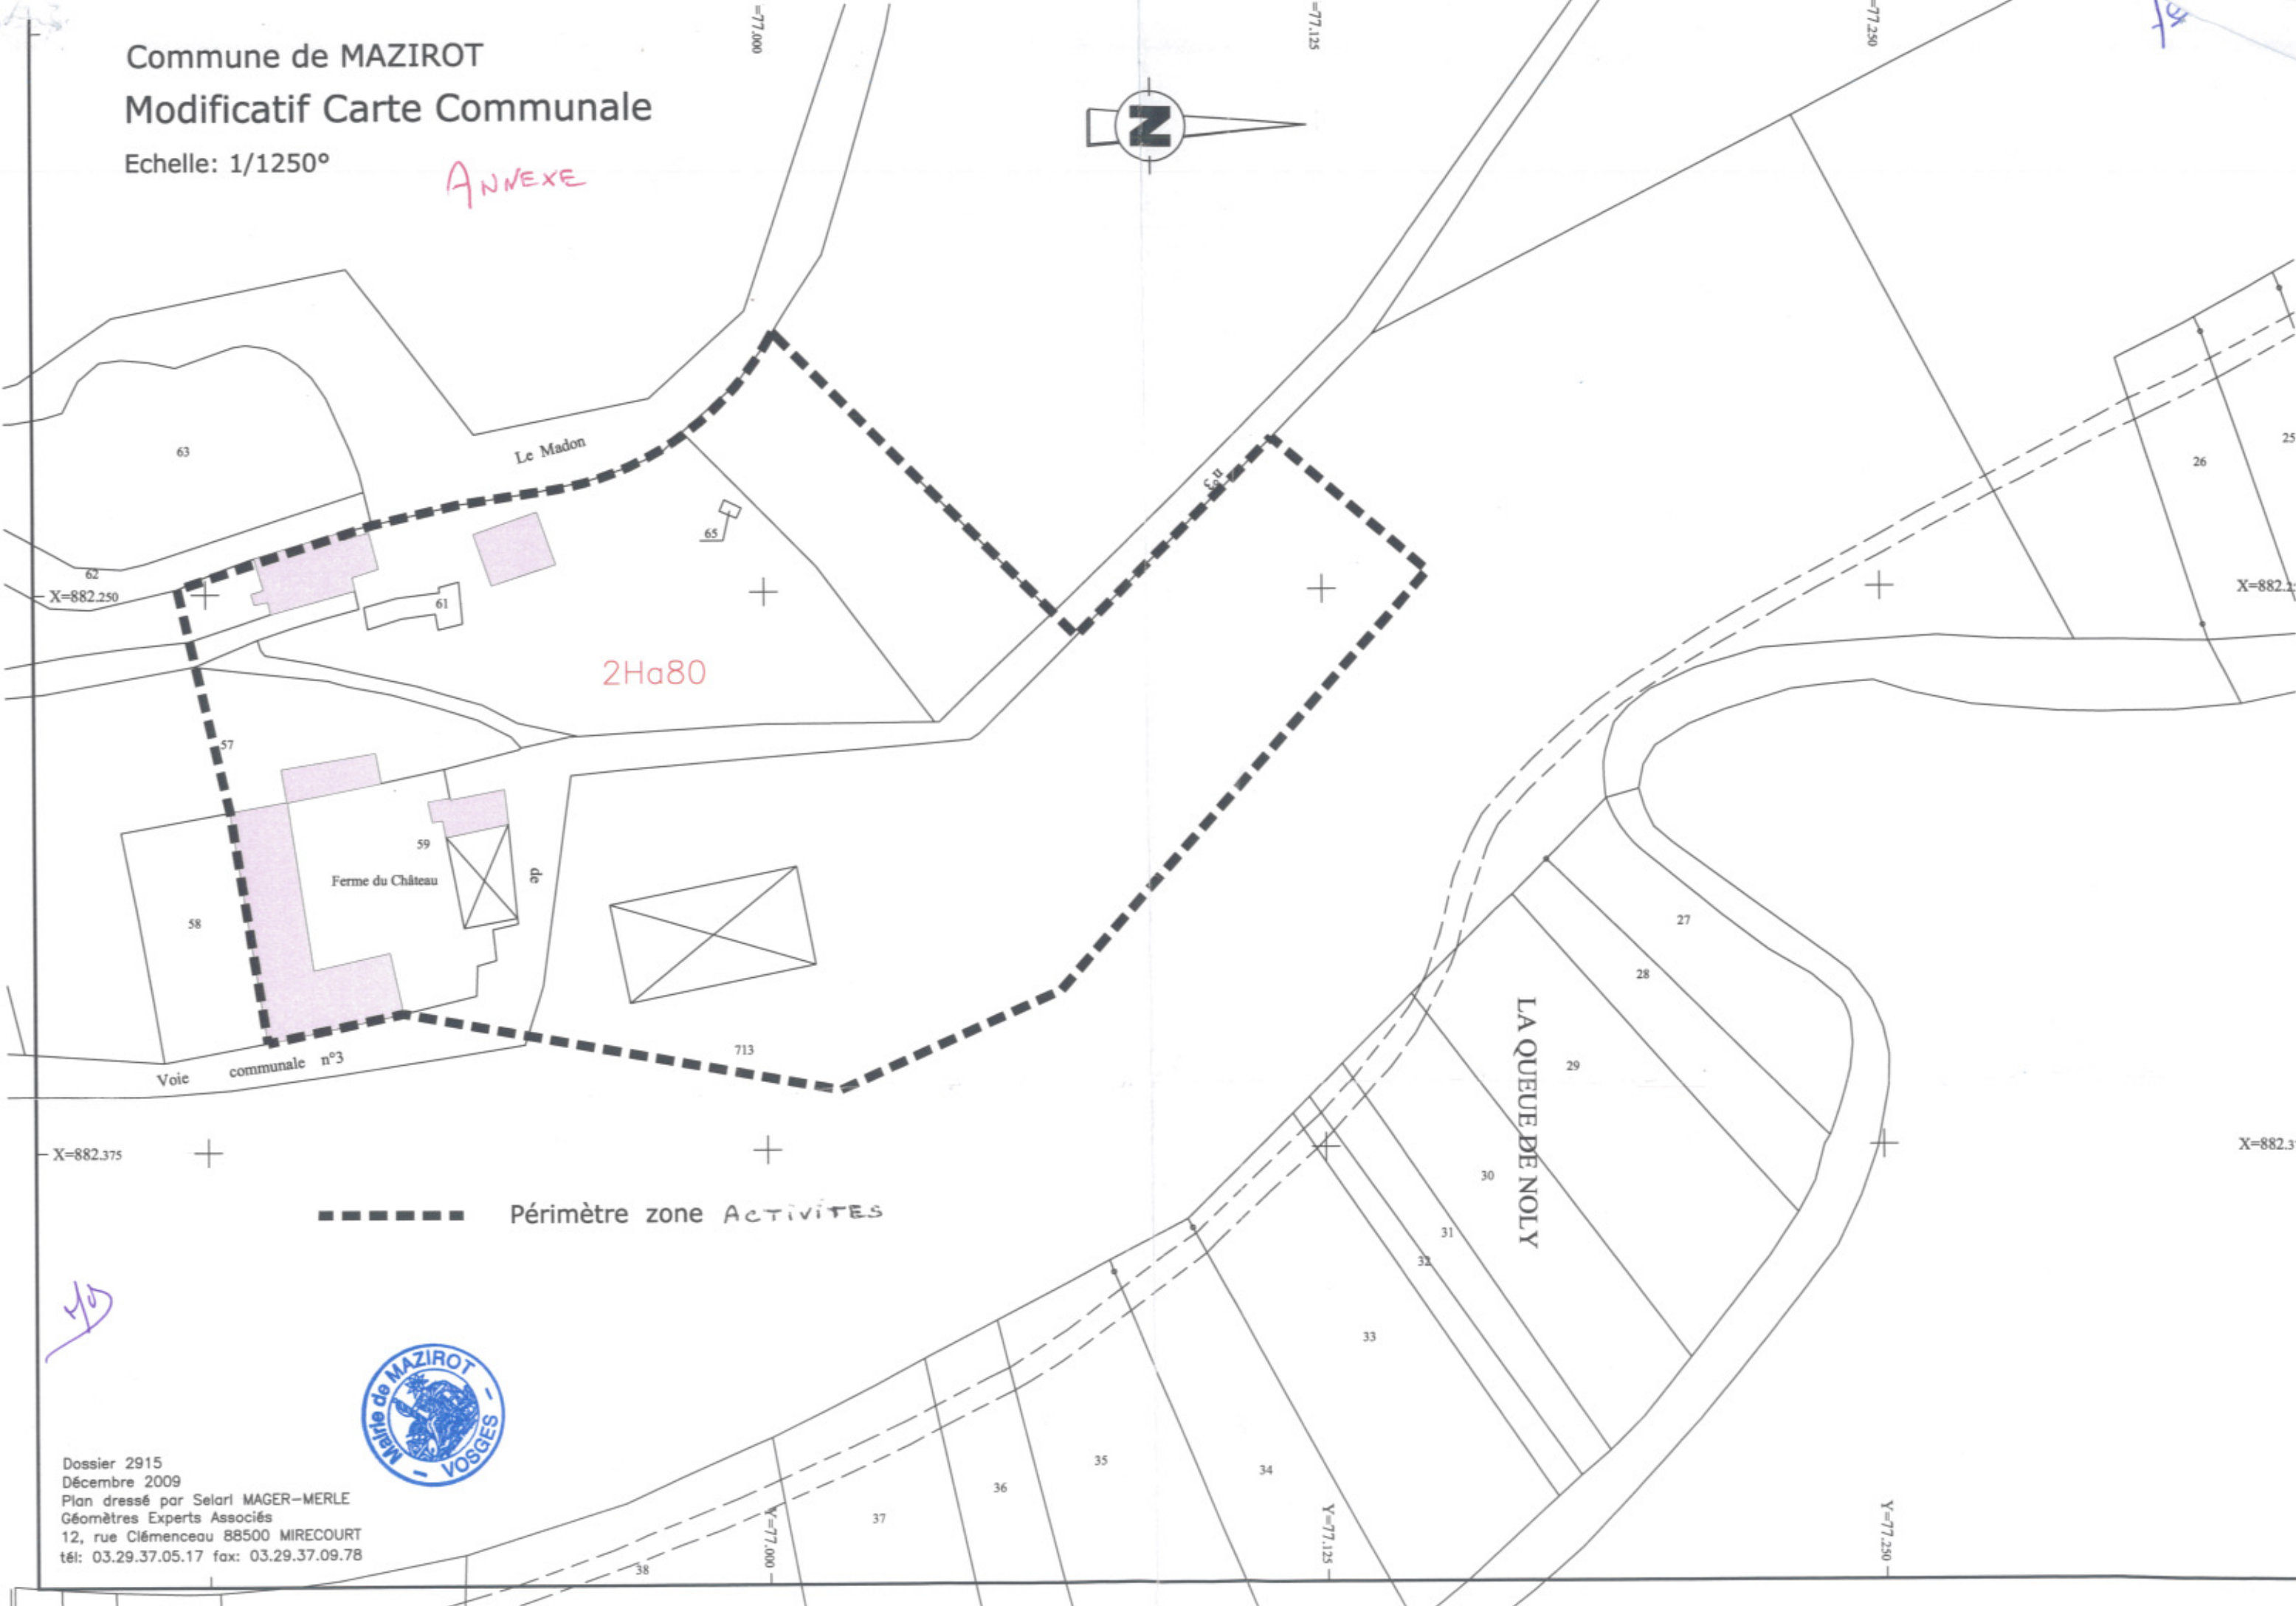 Commune de MAZIROT
Modificatif Carte Communale
Echelle: 1/1250°
ANNEXE
=77.000
=77.125
=77.250
N
63
Le Madon
62
X=882.250
61
65
2Ha80
57
59
Ferme du Château
58
de
Voie communale n°3
713
26
25
X=882.2
27
28
29
LA QUEUE DE NOLY
30
31
32
33
34
35
36
37
38
X=882.375
X=882.3
Périmètre zone ACTIVITES
Mairie de MAZIROT
- VOSGES -
Dossier 2915
Décembre 2009
Plan dressé par Selarl MAGER-MERLE
Géomètres Experts Associés
12, rue Clémenceau 88500 MIRECOURT
tél: 03.29.37.05.17 fax: 03.29.37.09.78
Y=77.000
Y=77.125
Y=77.250